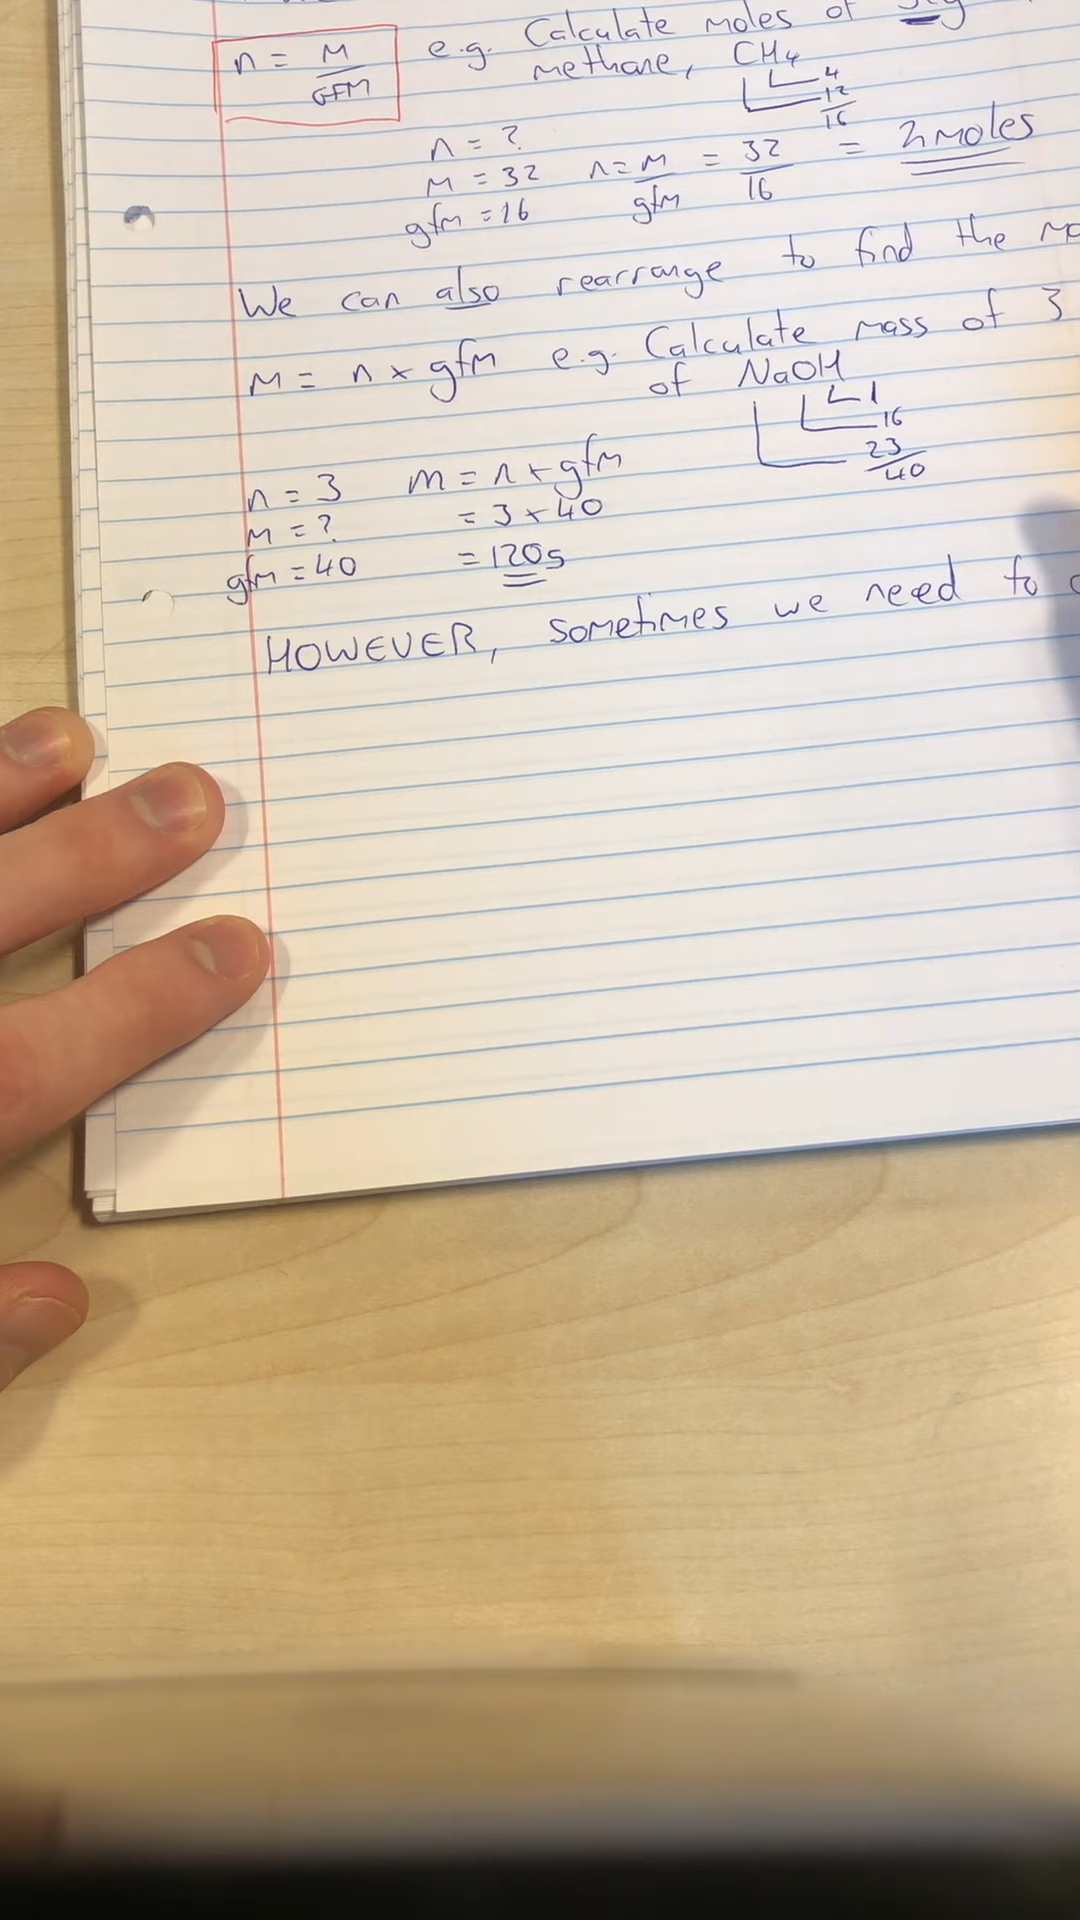 n = M/GFM e.g. Calculate moles of 32g
methane, CH4
4
12
16
n = ?
M = 32 n = m/gfm = 32/16 = 2 moles
gfm = 16
We can also rearrange to find the
M = n × gfm e.g. Calculate mass of 3
of NaOH
1
16
23
40
n = 3 m = n × gfm
M = ? = 3 × 40
gfm = 40 = 120g
HOWEVER, sometimes we need to